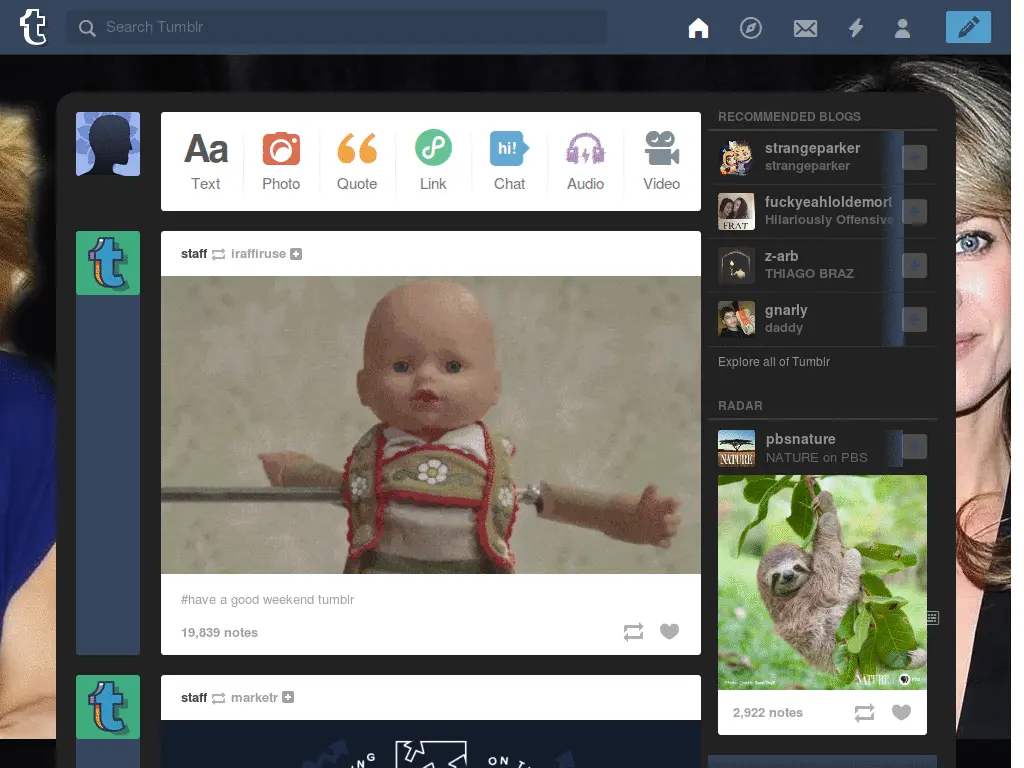 Search Tumblr
Aa
Text
Photo
Quote
Link
hi!
Chat
Audio
Video
staff iraffiruse
#have a good weekend tumblr
19,839 notes
staff marketr
NG
ON T
RECOMMENDED BLOGS
strangeparker
strangeparker
fuckyeahloldemort
Hilariously Offensive
FRAT
z-arb
THIAGO BRAZ
gnarly
daddy
Explore all of Tumblr
RADAR
pbsnature
NATURE on PBS
NATURE
NATURE PBS
2,922 notes